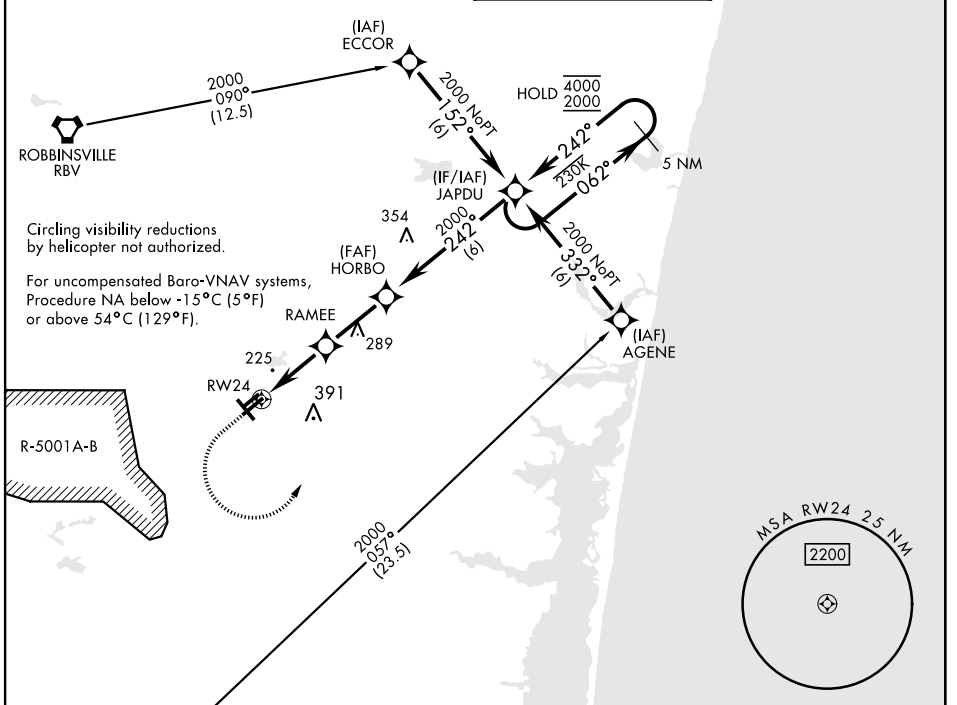 (IAF)
ECCOR
2000
090°
(12.5)
ROBBINSVILLE
RBV
2000 NoPT
152°
(6)
HOLD 4000
2000
242°
230K
062°
5 NM
(IF/IAF)
JAPDU
2000
242°
(6)
354
Circling visibility reductions
by helicopter not authorized.
For uncompensated Baro-VNAV systems,
Procedure NA below -15°C (5°F)
or above 54°C (129°F).
(FAF)
HORBO
2000 NoPT
332°
(6)
RAMEE
289
(IAF)
AGENE
225
RW24
391
R-5001A-B
2000
057°
(23.5)
MSA RW24 25 NM
2200